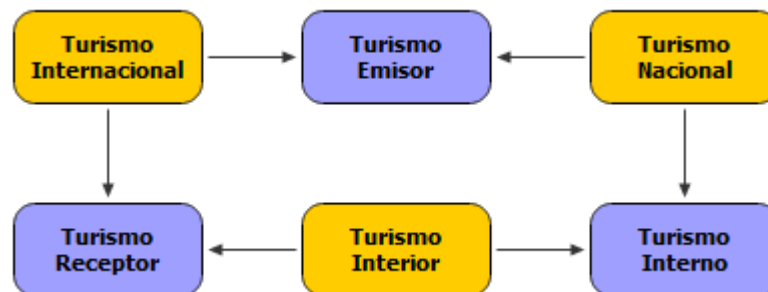 Turismo
Internacional
Turismo
Emisor
Turismo
Nacional
Turismo
Receptor
Turismo
Interior
Turismo
Interno